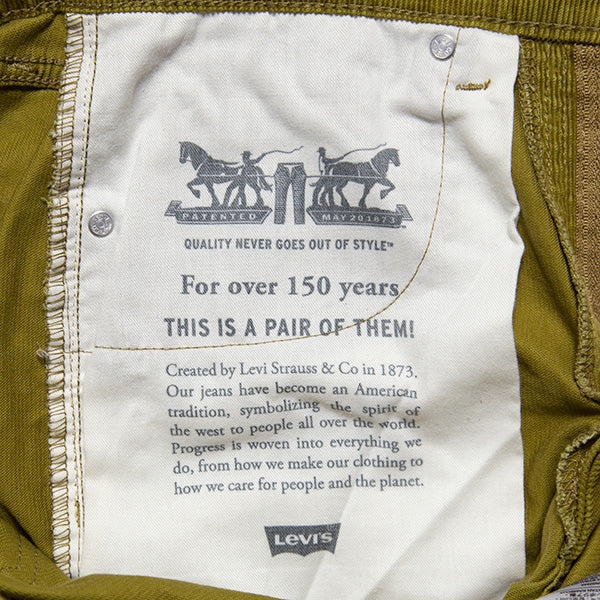 PATENTED MAY 20 1873
QUALITY NEVER GOES OUT OF STYLE™
For over 150 years
THIS IS A PAIR OF THEM!
Created by Levi Strauss & Co in 1873.
Our jeans have become an American
tradition, symbolizing the spirit of
the west to people all over the world.
Progress is woven into everything we
do, from how we make our clothing to
how we care for people and the planet.
LEVI'S